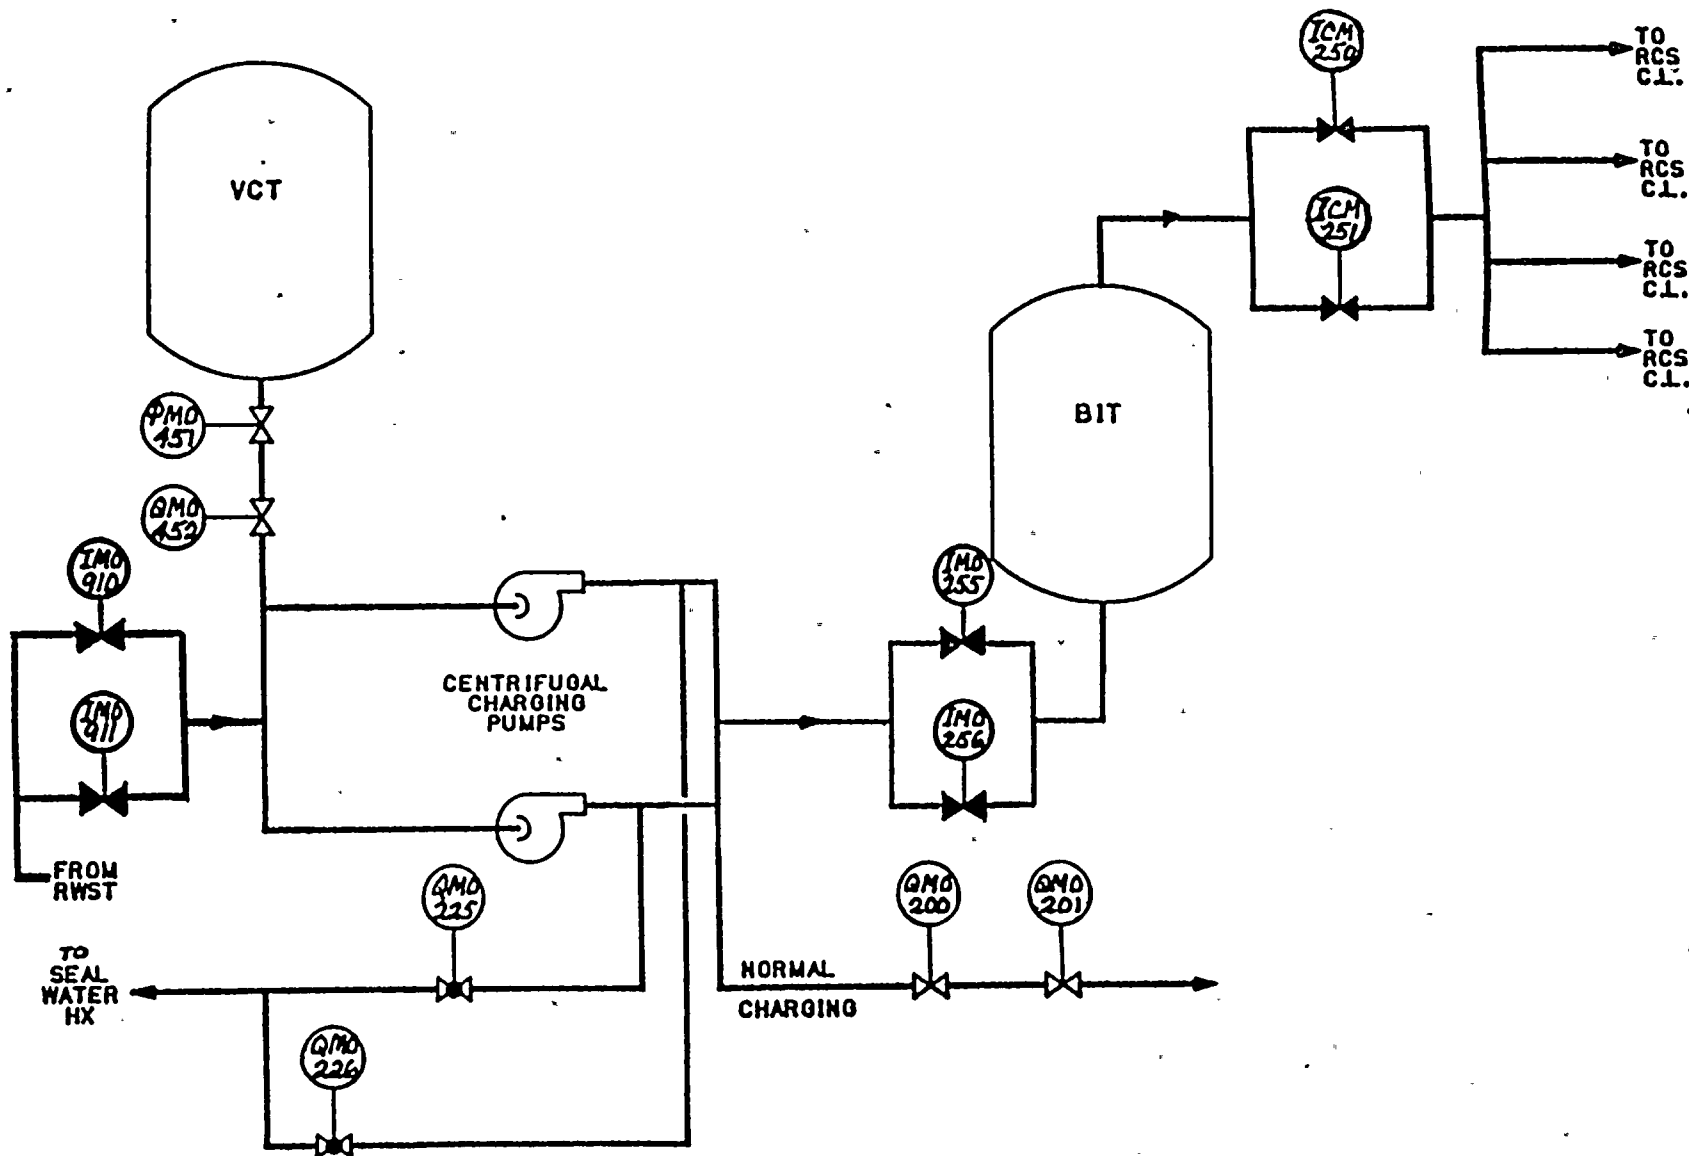 VCT
ICM
250
TO
RCS
C.L.
TO
RCS
C.L.
ICM
251
TO
RCS
C.L.
TO
RCS
C.L.
QMO
451
BIT
QMO
452
IMO
910
IMO
255
IMO
911
CENTRIFUGAL
CHARGING
PUMPS
IMO
256
FROM
RWST
QMO
225
QMO
200
QMO
201
TO
SEAL
WATER
HX
NORMAL
CHARGING
QMO
226